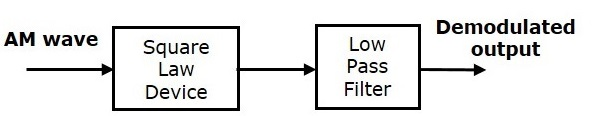 AM wave
Square
Law
Device
Low
Pass
Filter
Demodulated
output